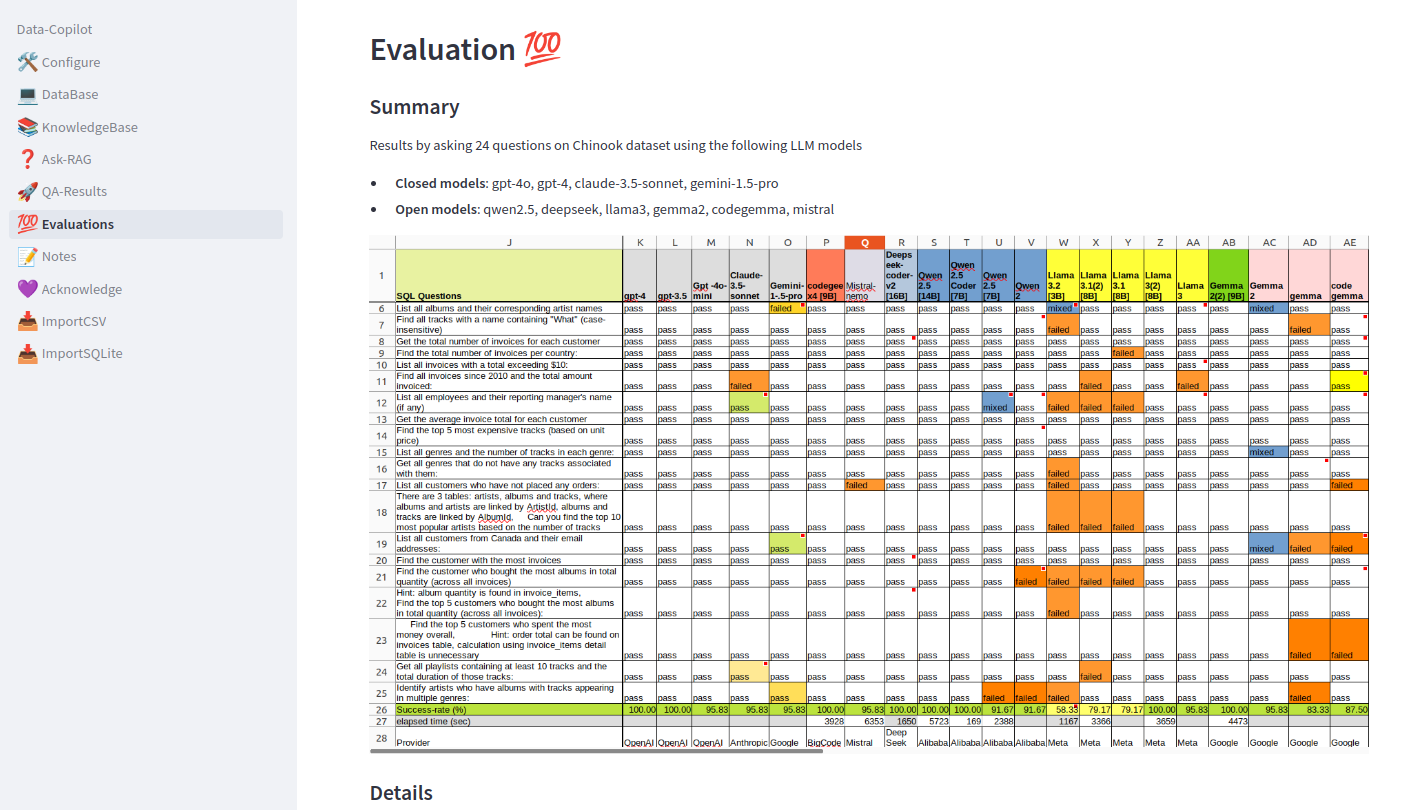 Data-Copilot
Configure
DataBase
KnowledgeBase
Ask-RAG
QA-Results
Evaluations
Notes
Acknowledge
ImportCSV
ImportSQLite
Evaluation 💯
Summary
Results by asking 24 questions on Chinook dataset using the following LLM models
• Closed models: gpt-4o, gpt-4, claude-3.5-sonnet, gemini-1.5-pro
• Open models: qwen2.5, deepseek, llama3, gemma2, codegemma, mistral
J K L M N O P Q R S T U V W X Y Z AA AB AC AD AE
1 SQL Questions gpt-4 gpt-3.5 Gpt -4o-mini Claude-3.5-sonnet Gemini-1-.5-pro codegeex4 [9B] Mistral-nemo Deepseek-coder-v2 [16B] Qwen 2.5 [14B] Qwen 2.5 Coder [7B] Qwen 2.5 [7B] Qwen 2 Llama 3.2 [3B] Llama 3.1(2) [8B] Llama 3.1 [8B] Llama 3(2) [8B] Llama 3 Gemma 2(2) [9B] Gemma 2 gemma code gemma
6 List all albums and their corresponding artist names pass pass pass pass failed pass pass pass pass pass pass pass mixed pass pass pass pass pass mixed pass pass
7 Find all tracks with a name containing "What" (case-
insensitive) pass pass pass pass pass pass pass pass pass pass pass pass failed pass pass pass pass pass pass failed pass
8 Get the total number of invoices for each customer pass pass pass pass pass pass pass pass pass pass pass pass pass pass pass pass pass pass pass pass pass
9 Find the total number of invoices per country: pass pass pass pass pass pass pass pass pass pass pass pass pass pass failed pass pass pass pass pass pass
10 List all invoices with a total exceeding $10: pass pass pass pass pass pass pass pass pass pass pass pass pass pass pass pass pass pass pass pass pass
11 Find all invoices since 2010 and the total amount
invoiced: pass pass pass failed pass pass pass pass pass pass pass pass pass failed pass pass failed pass pass pass pass
12 List all employees and their reporting manager's name
(if any) pass pass pass pass pass pass pass pass pass pass mixed pass failed failed failed pass pass pass pass pass pass
13 Get the average invoice total for each customer pass pass pass pass pass pass pass pass pass pass pass pass pass pass pass pass pass pass pass pass pass
14 Find the top 5 most expensive tracks (based on unit
price) pass pass pass pass pass pass pass pass pass pass pass pass pass pass pass pass pass pass pass pass pass
15 List all genres and the number of tracks in each genre: pass pass pass pass pass pass pass pass pass pass pass pass pass pass pass pass pass pass mixed pass pass
16 Get all genres that do not have any tracks associated
with them: pass pass pass pass pass pass pass pass pass pass pass pass failed pass pass pass pass pass pass pass pass
17 List all customers who have not placed any orders: pass pass pass pass pass pass failed pass pass pass pass pass failed pass pass pass pass pass pass pass failed
18 There are 3 tables: artists, albums and tracks, where
albums and artists are linked by ArtistId, albums and
tracks are linked by AlbumId, Can you find the top 10
most popular artists based on the number of tracks pass pass pass pass pass pass pass pass pass pass pass pass failed failed failed pass pass pass pass pass pass
19 List all customers from Canada and their email
addresses: pass pass pass pass pass pass pass pass pass pass pass pass pass pass pass pass pass pass mixed failed failed
20 Find the customer with the most invoices pass pass pass pass pass pass pass pass pass pass pass pass pass pass pass pass pass pass pass pass pass
21 Find the customer who bought the most albums in total
quantity (across all invoices) pass pass pass pass pass pass pass pass pass pass pass failed failed failed failed pass pass pass pass pass pass
22 Hint: album quantity is found in invoice_items,
Find the top 5 customers who bought the most albums
in total quantity (across all invoices): pass pass pass pass pass pass pass pass pass pass pass pass failed pass pass pass pass pass pass pass pass
23 Find the top 5 customers who spent the most
money overall, Hint: order total can be found on
invoices table, calculation using invoice_items detail
table is unnecessary pass pass pass pass pass pass pass pass pass pass pass pass pass pass pass pass pass pass pass failed failed
24 Get all playlists containing at least 10 tracks and the
total duration of those tracks: pass pass pass pass pass pass pass pass pass pass pass pass pass failed pass pass pass pass pass pass pass
25 Identify artists who have albums with tracks appearing
in multiple genres: pass pass pass pass pass pass pass pass pass pass failed failed failed pass pass pass pass pass pass failed pass
26 Success-rate (%) 100.00 100.00 95.83 95.83 95.83 100.00 95.83 100.00 100.00 100.00 91.67 91.67 58.33 79.17 79.17 100.00 95.83 100.00 95.83 83.33 87.50
27 elapsed time (sec) 3928 6353 1650 5723 169 2388 1167 3366 3659 4473
28 Provider OpenAI OpenAI OpenAI Anthropic Google BigCode Mistral Deep Seek Alibaba Alibaba Alibaba Alibaba Meta Meta Meta Meta Meta Google Google Google Google
Details